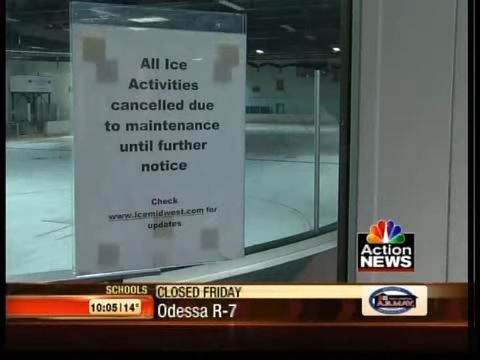 All Ice
Activities
cancelled due
to maintenance
until further
notice
Check
www.icemidwest.com for
updates
Action
NEWS
SCHOOLS
CLOSED FRIDAY
10:05 14°
Odessa R-7
A.B. MAY